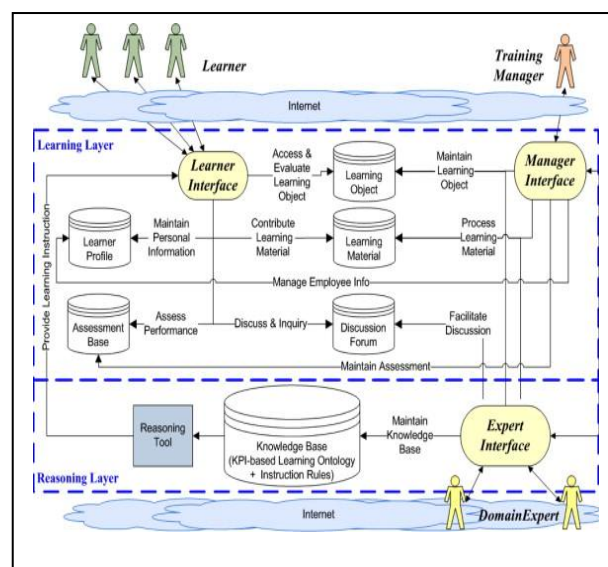 Learner
Training
Manager
Internet
Learning Layer
Learner
Interface
Access &
Evaluate
Learning
Object
Learning
Object
Maintain
Learning
Object
Manager
Interface
Learner
Profile
Maintain
Personal
Information
Contribute
Learning
Material
Learning
Material
Process
Learning
Material
Manage Employee Info
Provide Learning Instruction
Assessment
Base
Assess
Performance
Discuss & Inquiry
Discussion
Forum
Facilitate
Discussion
Maintain Assessment
Reasoning
Tool
Knowledge Base
(KPI-based Learning Ontology
+ Instruction Rules)
Maintain
Knowledge
Base
Expert
Interface
Reasoning Layer
Internet
DomainExpert